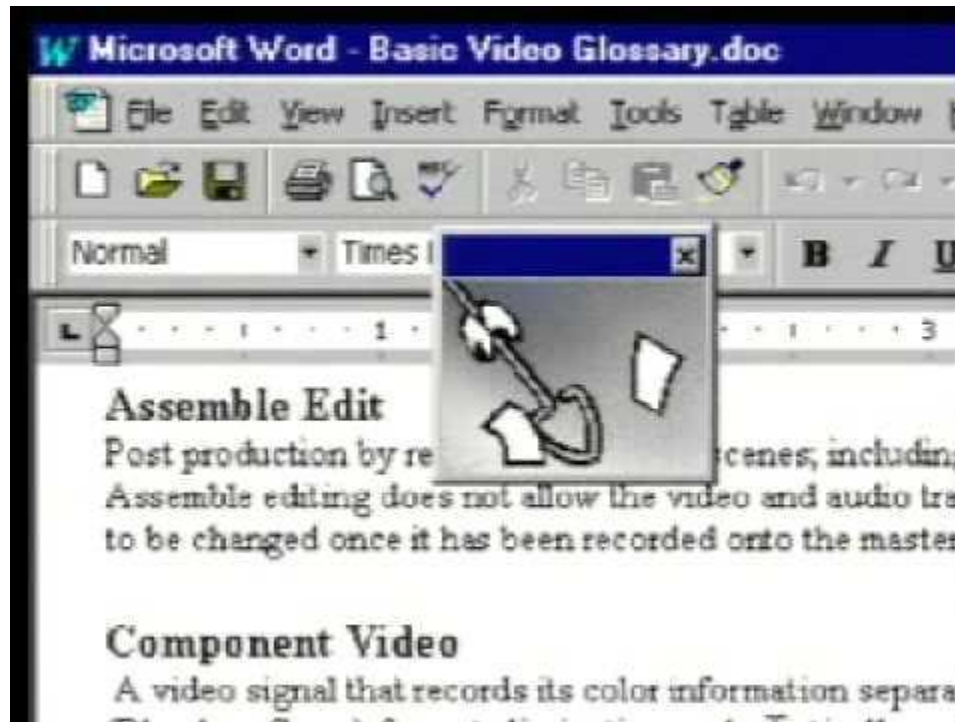 Microsoft Word - Basic Video Glossary.doc
File Edit View Insert Format Tools Table Window
Normal Times B I U
1 3
Assemble Edit
Post production by re scenes, including
Assemble editing does not allow the video and audio tra
to be changed once it has been recorded onto the master
Component Video
A video signal that records its color information separa